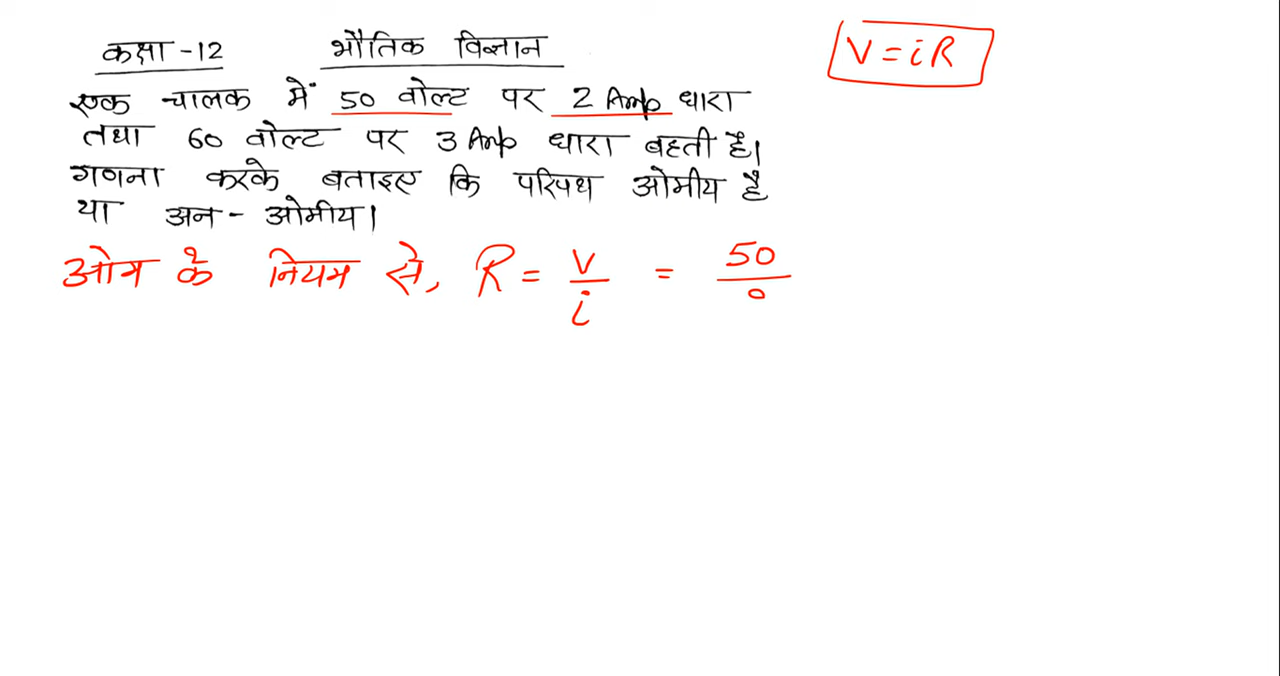 कक्षा -12 भौतिक विज्ञान
V = iR
एक चालक में 50 वोल्ट पर 2 Amp धारा
तथा 60 वोल्ट पर 3 Amp धारा बहती है।
गणना करके बताइए कि परिपथ ओमीय है
या अन - ओमीय।
ओम के नियम से, R = V/i = 50/